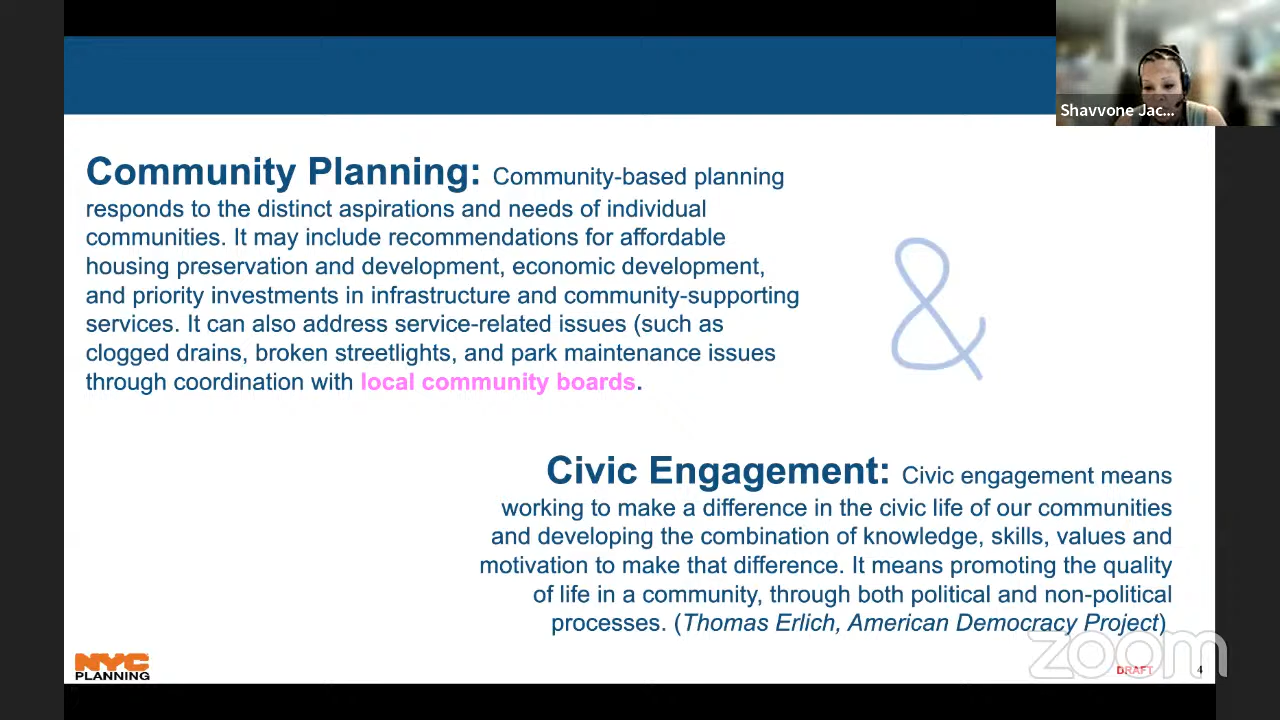 Shavvone Jac...
Community Planning: Community-based planning
responds to the distinct aspirations and needs of individual
communities. It may include recommendations for affordable
housing preservation and development, economic development,
and priority investments in infrastructure and community-supporting
services. It can also address service-related issues (such as
clogged drains, broken streetlights, and park maintenance issues
through coordination with local community boards.
&
Civic Engagement: Civic engagement means
working to make a difference in the civic life of our communities
and developing the combination of knowledge, skills, values and
motivation to make that difference. It means promoting the quality
of life in a community, through both political and non-political
processes. (Thomas Erlich, American Democracy Project)
NYC
PLANNING
DRAFT
4
zoom